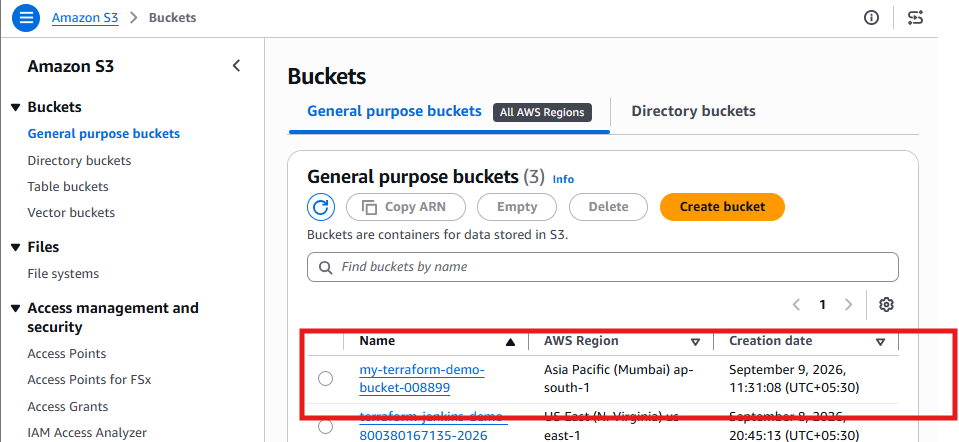 Amazon S3 > Buckets
Amazon S3
Buckets
General purpose buckets
Directory buckets
Table buckets
Vector buckets
Files
File systems
Access management and
security
Access Points
Access Points for FSx
Access Grants
IAM Access Analyzer
Buckets
General purpose buckets All AWS Regions Directory buckets
General purpose buckets (3) Info
Copy ARN Empty Delete Create bucket
Buckets are containers for data stored in S3.
Find buckets by name
1
Name AWS Region Creation date
my-terraform-demo- Asia Pacific (Mumbai) ap- September 9, 2026,
bucket-008899 south-1 11:31:08 (UTC+05:30)
terraform-jenkins-demo- US East (N. Virginia) us- September 8, 2026,
800380167135-2026 east-1 20:45:13 (UTC+05:30)